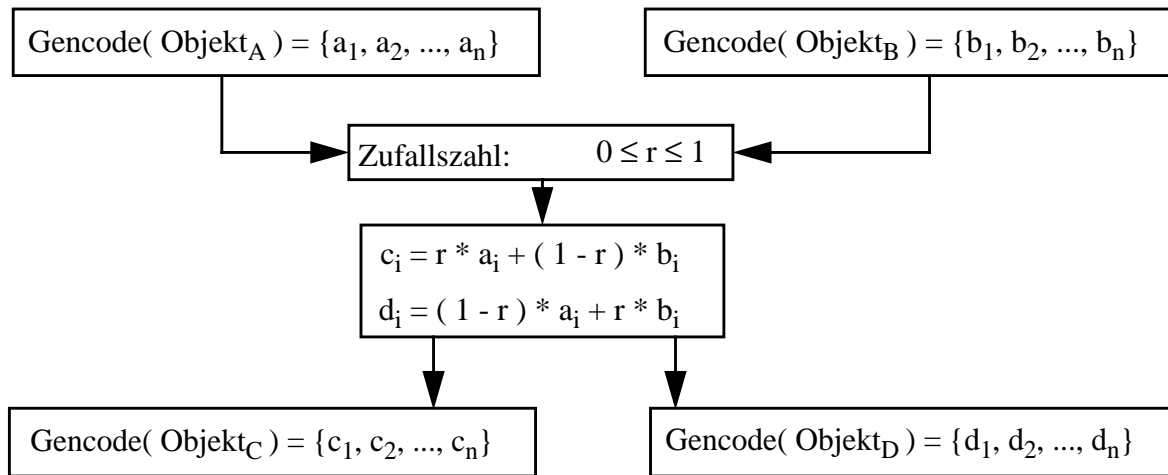 Gencode( Objekt_A ) = {a_1, a_2, ..., a_n}
Gencode( Objekt_B ) = {b_1, b_2, ..., b_n}
Zufallszahl: 0 ≤ r ≤ 1
c_i = r * a_i + ( 1 - r ) * b_i
d_i = ( 1 - r ) * a_i + r * b_i
Gencode( Objekt_C ) = {c_1, c_2, ..., c_n}
Gencode( Objekt_D ) = {d_1, d_2, ..., d_n}